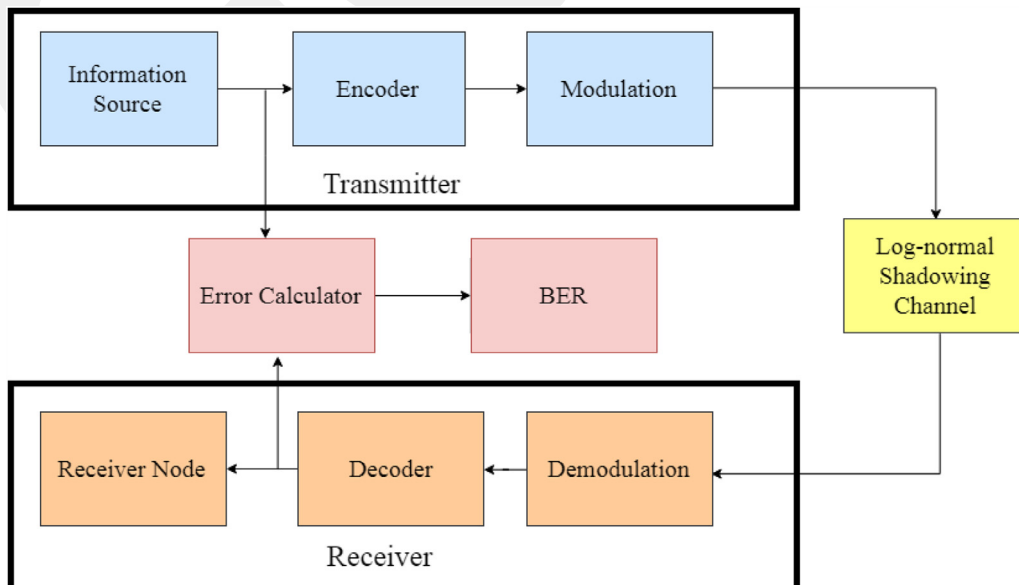 Information
Source
Encoder
Modulation
Transmitter
Log-normal
Shadowing
Channel
Error Calculator
BER
Receiver Node
Decoder
Demodulation
Receiver